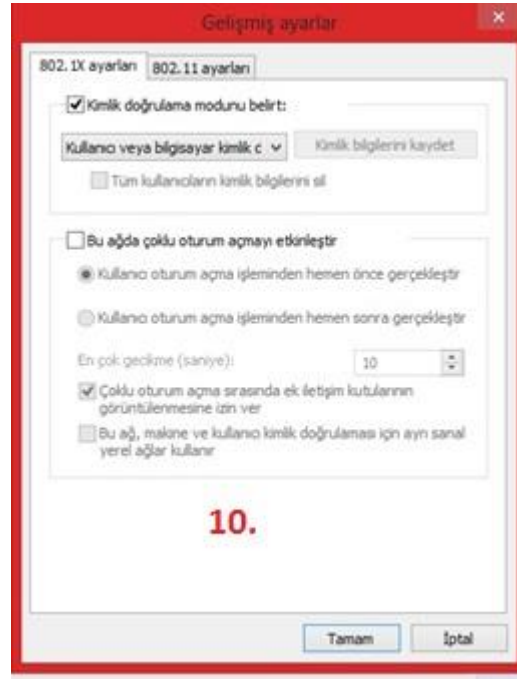 Gelişmiş ayarlar
802.1X ayarları
802.11 ayarları
Kimlik doğrulama modunu belirt:
Kullanıcı veya bilgisayar kimlik c
Kimlik bilgilerini kaydet
Tüm kullanıcıların kimlik bilgilerini sil
Bu ağda çoklu oturum açmayı etkinleştir
Kullanıcı oturum açma işleminden hemen önce gerçekleştir
Kullanıcı oturum açma işleminden hemen sonra gerçekleştir
En çok gecikme (saniye):
10
Çoklu oturum açma sırasında ek iletişim kutularının
görüntülenmesine izin ver
Bu ağ, makine ve kullanıcı kimlik doğrulaması için ayrı sanal
yerel ağlar kullanır
10.
Tamam
İptal